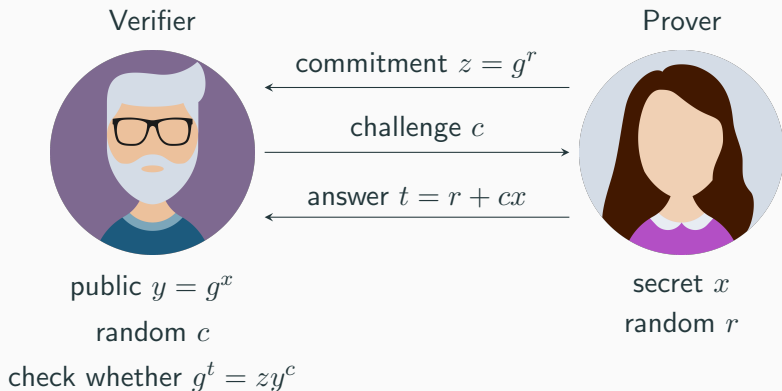 Verifier
Prover
commitment z = g^r
challenge c
answer t = r + cx
public y = g^x
random c
check whether g^t = zy^c
secret x
random r